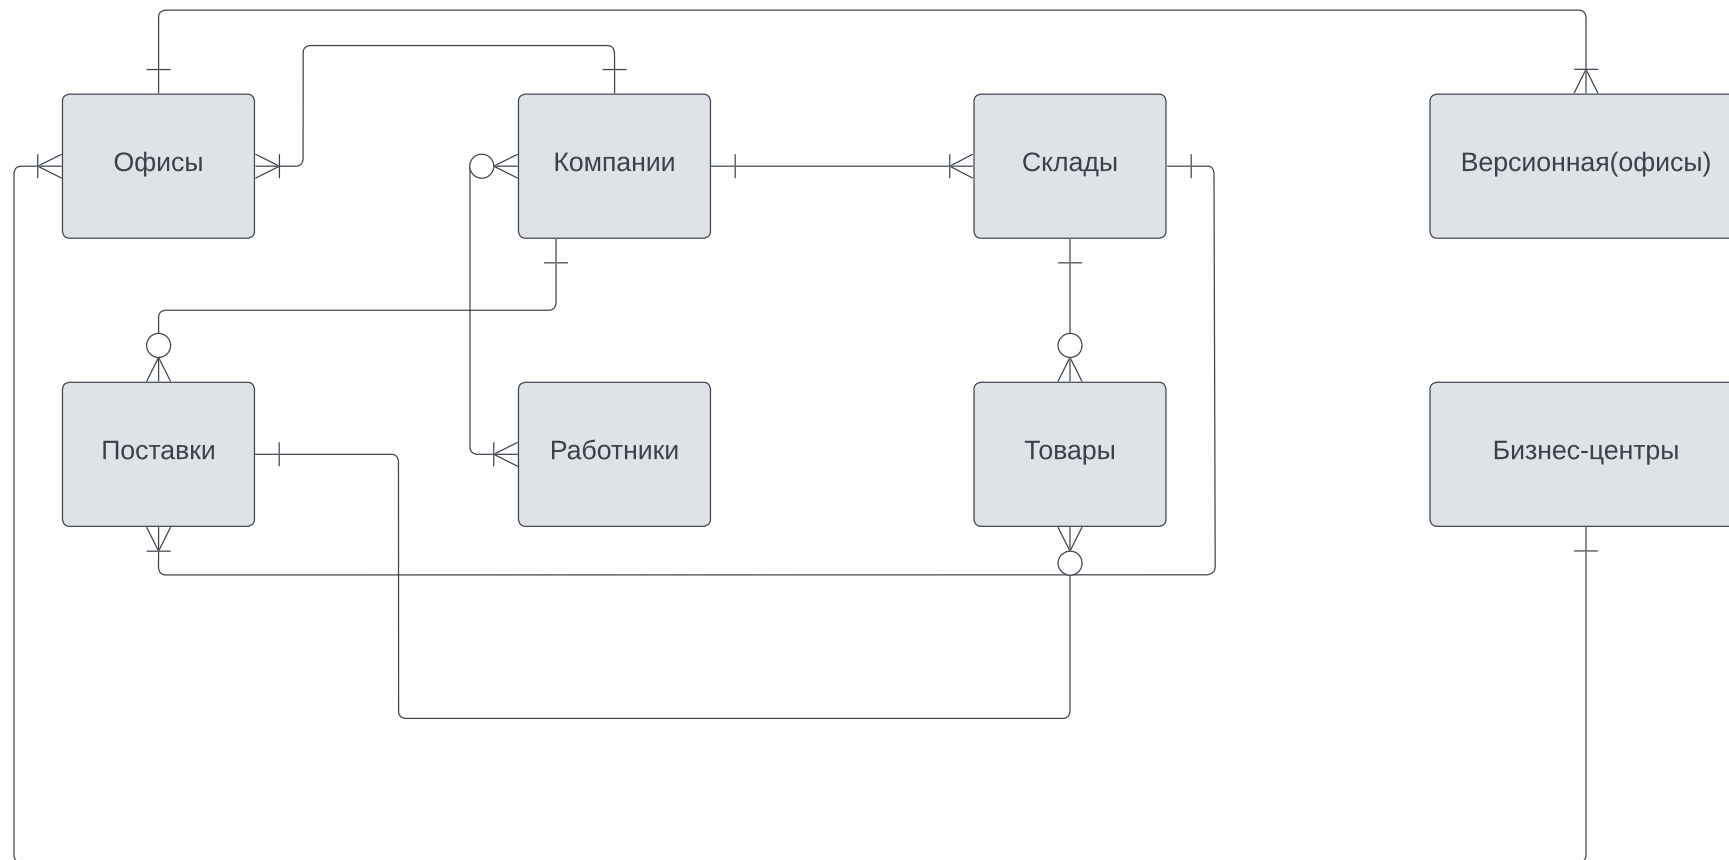 Офисы
Компании
Склады
Версионная(офисы)
Поставки
Работники
Товары
Бизнес-центры